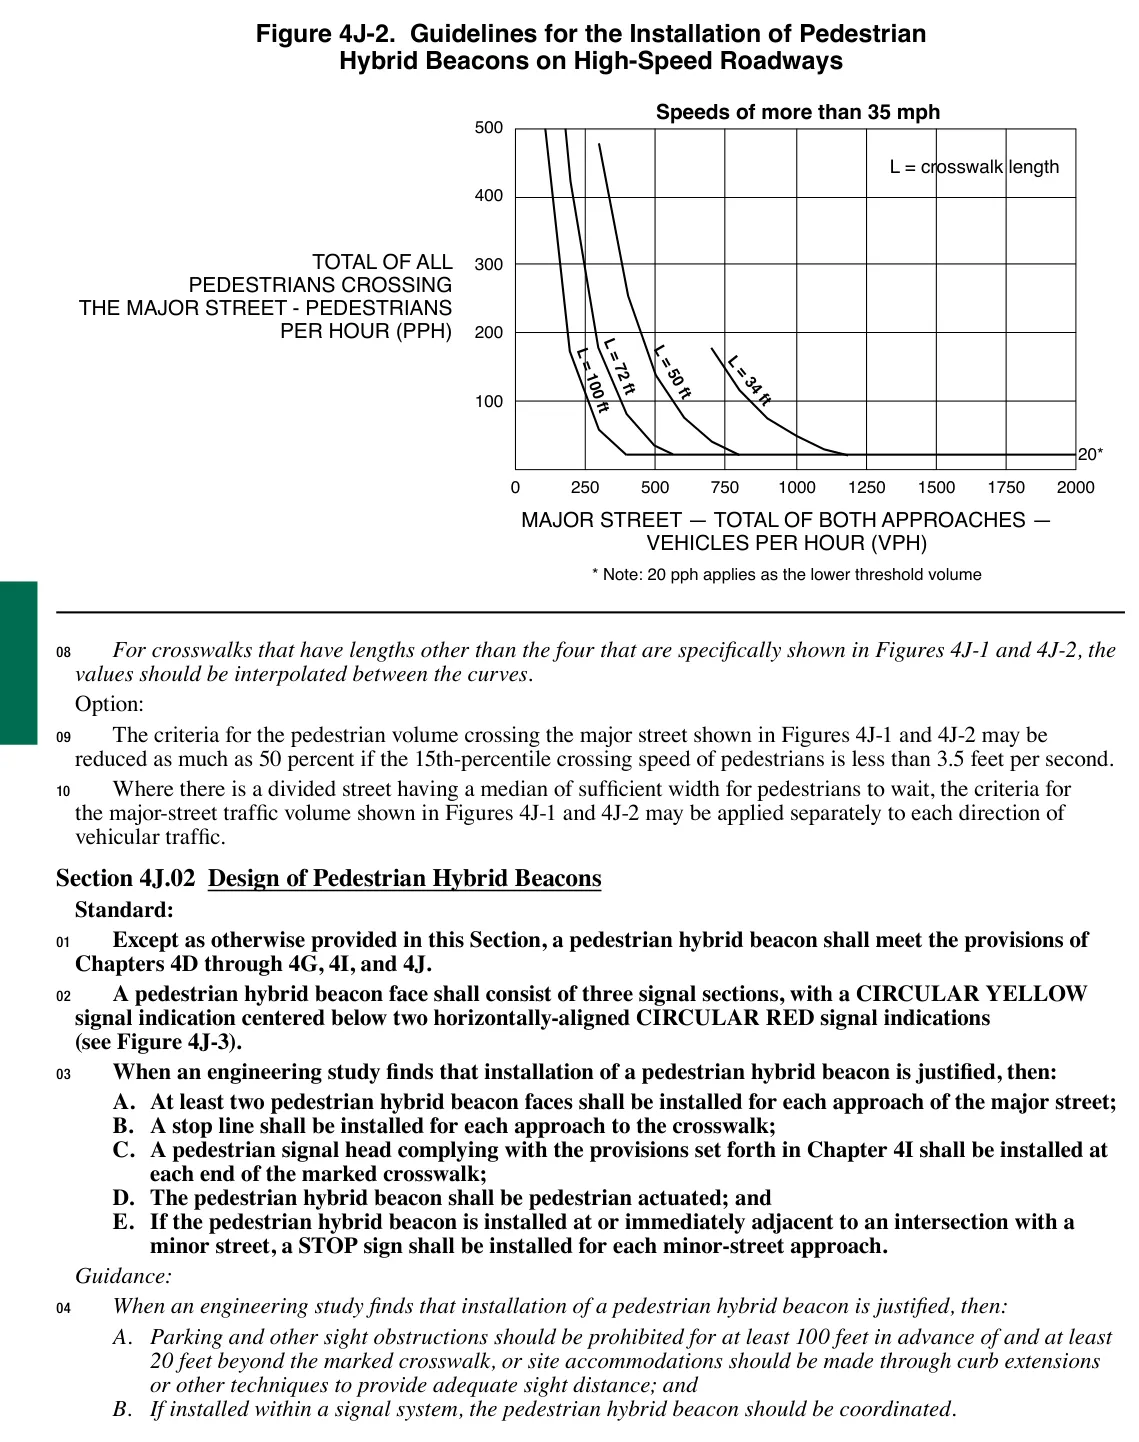 Figure 4J-2. Guidelines for the Installation of Pedestrian
Hybrid Beacons on High-Speed Roadways
Speeds of more than 35 mph
500
400
300
200
100
L = crosswalk length
TOTAL OF ALL
PEDESTRIANS CROSSING
THE MAJOR STREET - PEDESTRIANS
PER HOUR (PPH)
L = 100 ft
L = 72 ft
L = 50 ft
L = 34 ft
20*
0 250 500 750 1000 1250 1500 1750 2000
MAJOR STREET — TOTAL OF BOTH APPROACHES —
VEHICLES PER HOUR (VPH)
* Note: 20 pph applies as the lower threshold volume
08 For crosswalks that have lengths other than the four that are specifically shown in Figures 4J-1 and 4J-2, the
values should be interpolated between the curves.
Option:
09 The criteria for the pedestrian volume crossing the major street shown in Figures 4J-1 and 4J-2 may be
reduced as much as 50 percent if the 15th-percentile crossing speed of pedestrians is less than 3.5 feet per second.
10 Where there is a divided street having a median of sufficient width for pedestrians to wait, the criteria for
the major-street traffic volume shown in Figures 4J-1 and 4J-2 may be applied separately to each direction of
vehicular traffic.
Section 4J.02 Design of Pedestrian Hybrid Beacons
Standard:
01 Except as otherwise provided in this Section, a pedestrian hybrid beacon shall meet the provisions of
Chapters 4D through 4G, 4I, and 4J.
02 A pedestrian hybrid beacon face shall consist of three signal sections, with a CIRCULAR YELLOW
signal indication centered below two horizontally-aligned CIRCULAR RED signal indications
(see Figure 4J-3).
03 When an engineering study finds that installation of a pedestrian hybrid beacon is justified, then:
A. At least two pedestrian hybrid beacon faces shall be installed for each approach of the major street;
B. A stop line shall be installed for each approach to the crosswalk;
C. A pedestrian signal head complying with the provisions set forth in Chapter 4I shall be installed at
each end of the marked crosswalk;
D. The pedestrian hybrid beacon shall be pedestrian actuated; and
E. If the pedestrian hybrid beacon is installed at or immediately adjacent to an intersection with a
minor street, a STOP sign shall be installed for each minor-street approach.
Guidance:
04 When an engineering study finds that installation of a pedestrian hybrid beacon is justified, then:
A. Parking and other sight obstructions should be prohibited for at least 100 feet in advance of and at least
20 feet beyond the marked crosswalk, or site accommodations should be made through curb extensions
or other techniques to provide adequate sight distance; and
B. If installed within a signal system, the pedestrian hybrid beacon should be coordinated.